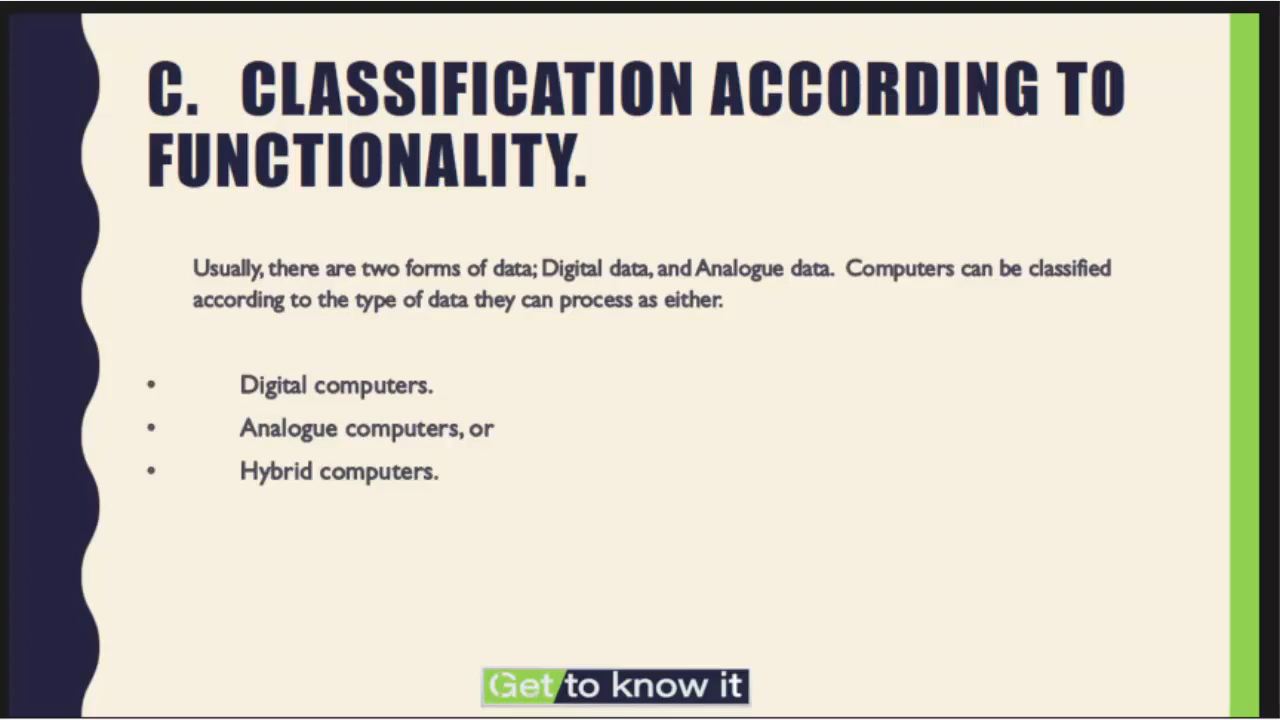 C. CLASSIFICATION ACCORDING TO
FUNCTIONALITY.
Usually, there are two forms of data; Digital data, and Analogue data. Computers can be classified
according to the type of data they can process as either:
• Digital computers.
• Analogue computers, or
• Hybrid computers.
Get to know it